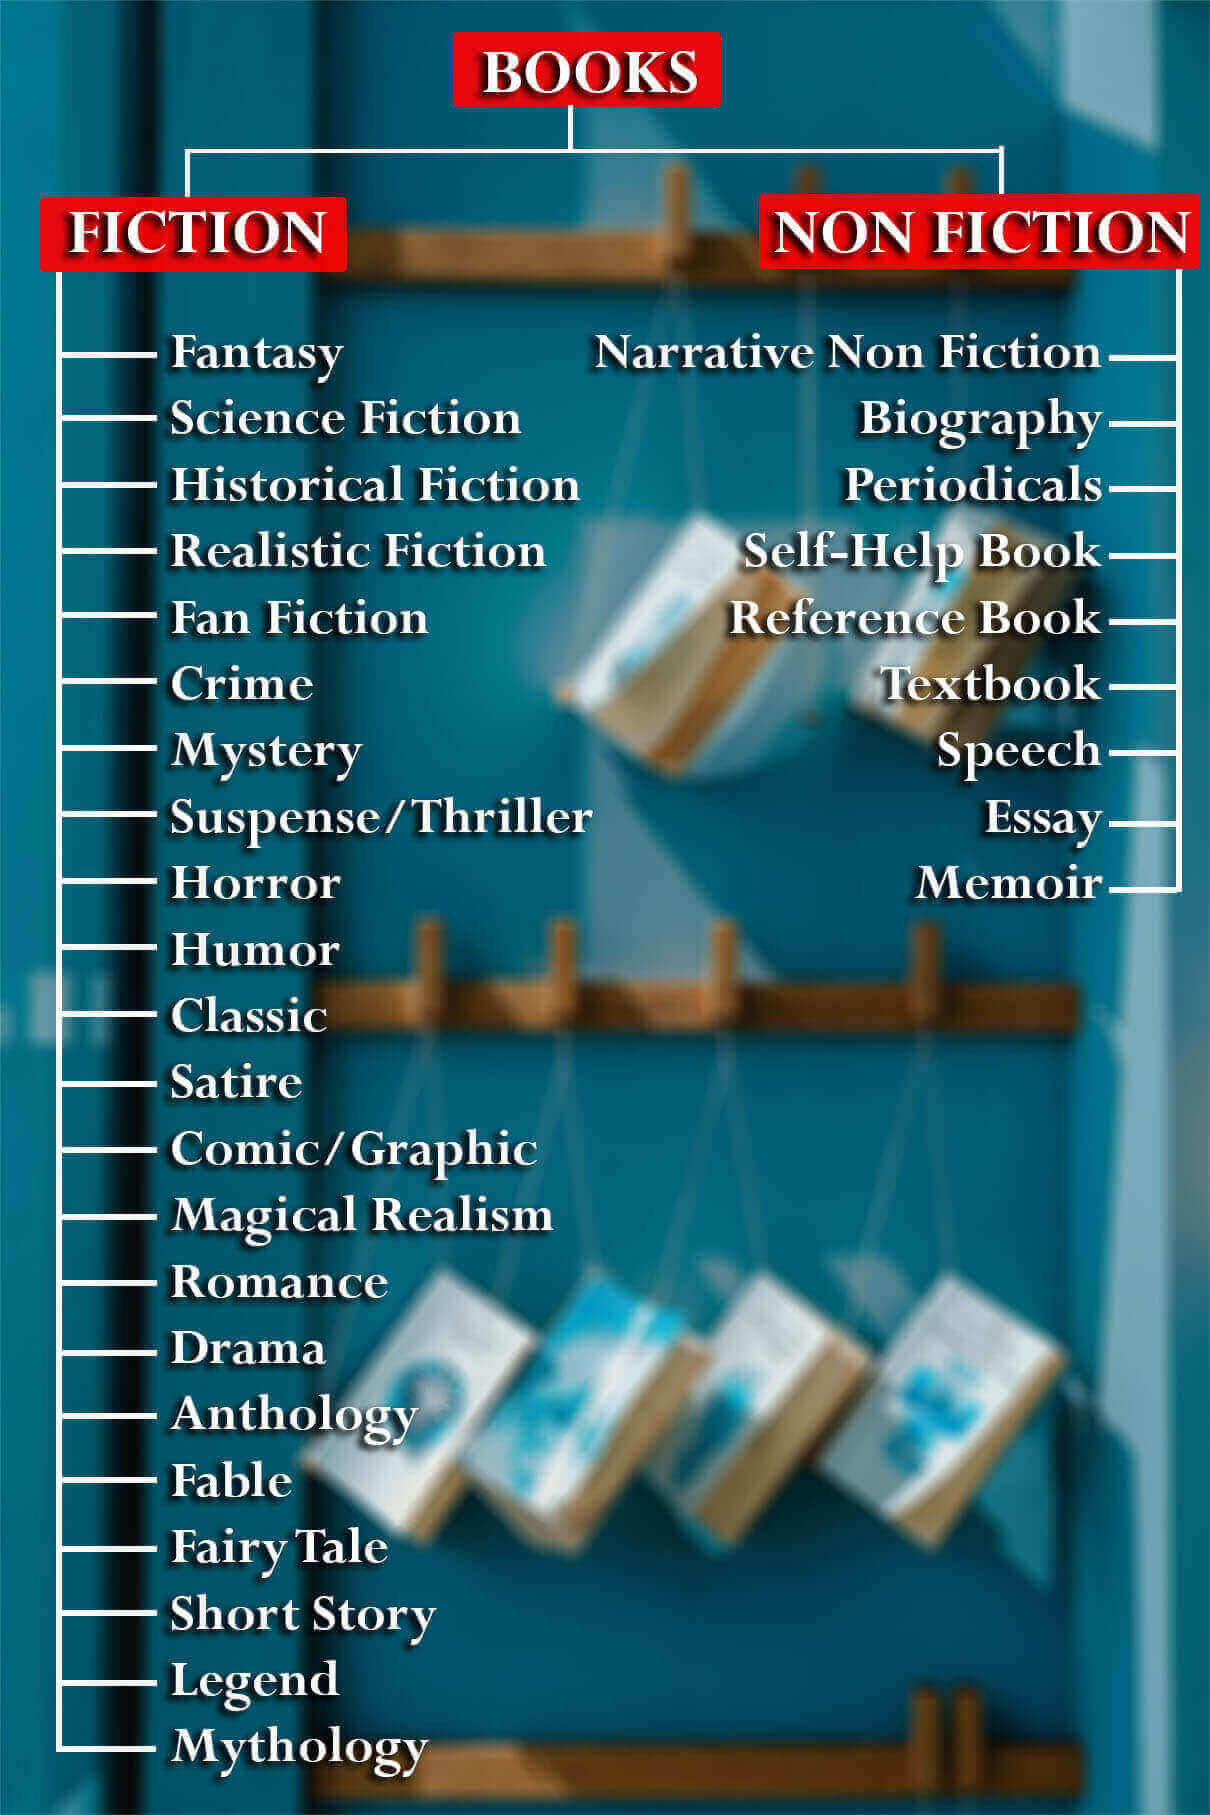 BOOKS
FICTION
NON FICTION
Fantasy
Science Fiction
Historical Fiction
Realistic Fiction
Fan Fiction
Crime
Mystery
Suspense/Thriller
Horror
Humor
Classic
Satire
Comic/Graphic
Magical Realism
Romance
Drama
Anthology
Fable
Fairy Tale
Short Story
Legend
Mythology
Narrative Non Fiction
Biography
Periodicals
Self-Help Book
Reference Book
Textbook
Speech
Essay
Memoir